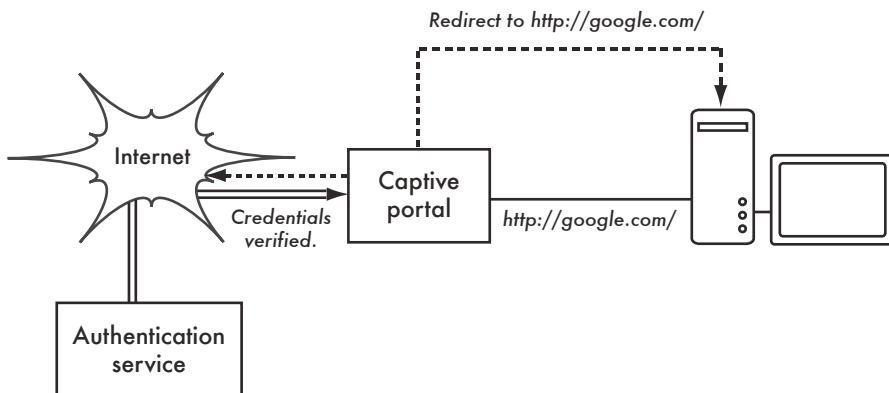 Redirect to http://google.com/
Internet
Captive
portal
Credentials
verified.
http://google.com/
Authentication
service